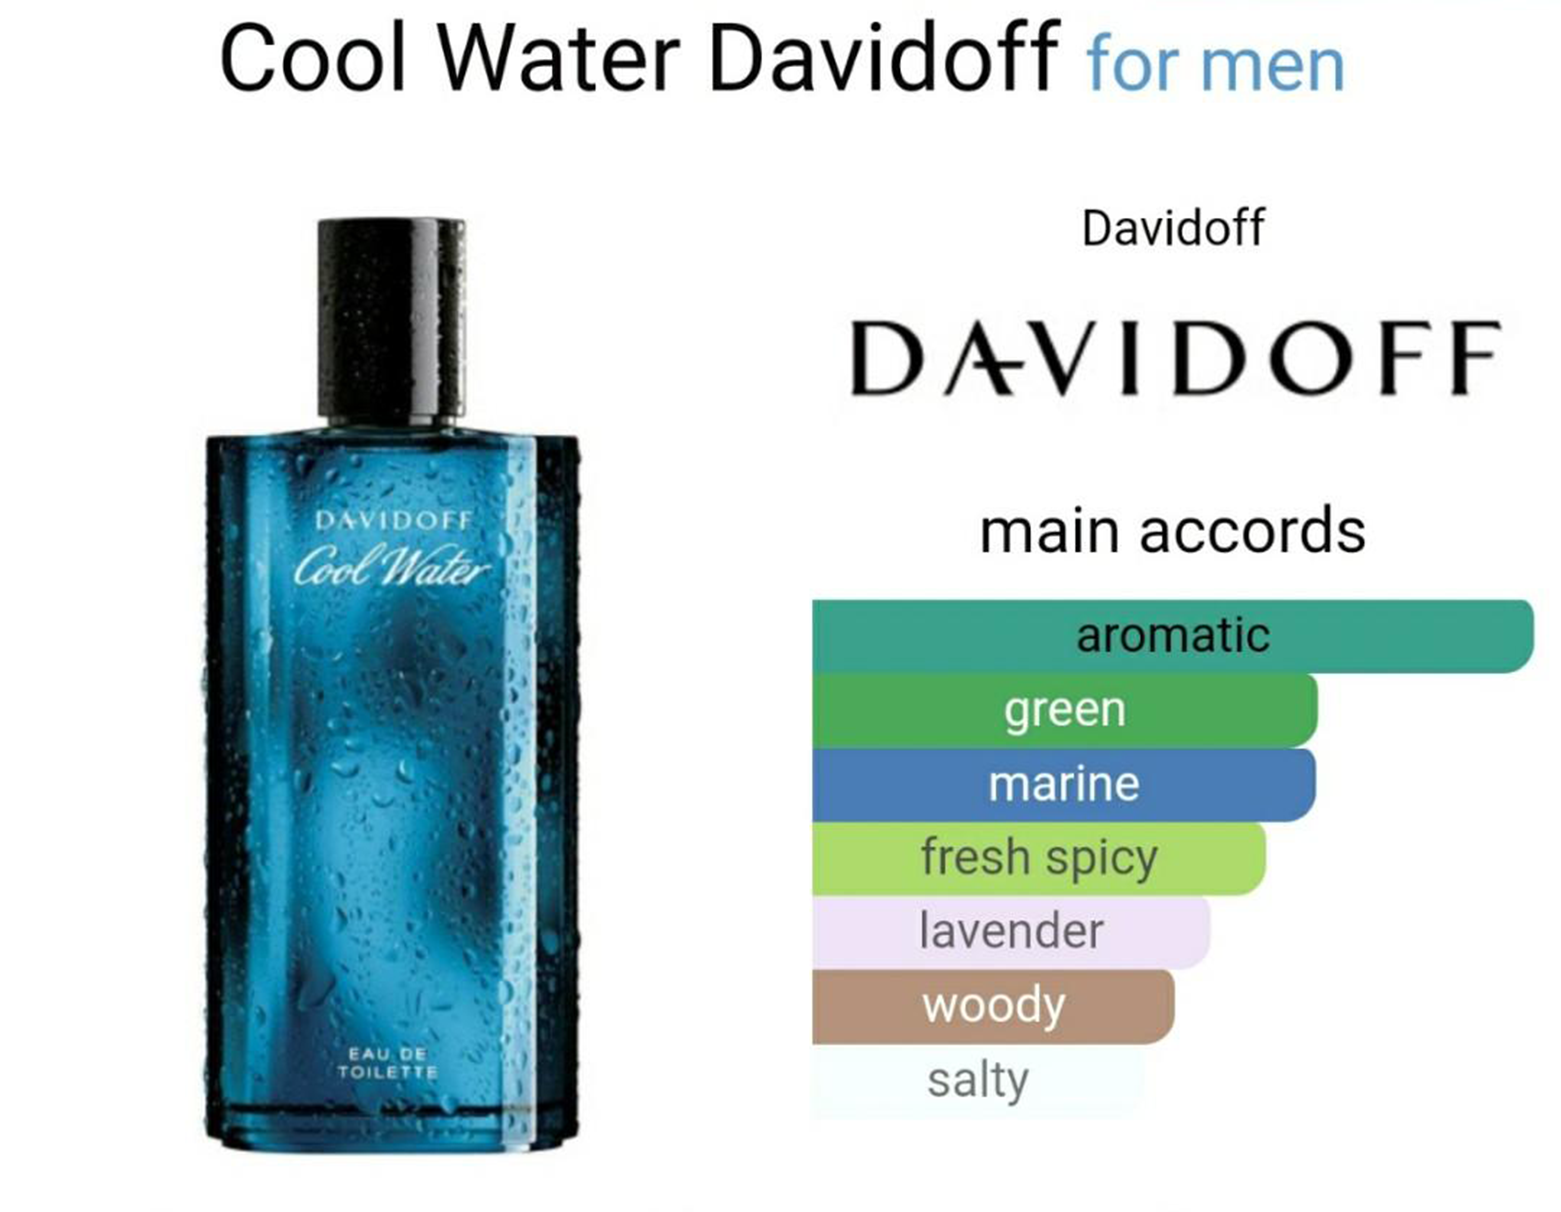 Cool Water Davidoff for men
Davidoff
DAVIDOFF
main accords
aromatic
green
marine
fresh spicy
lavender
woody
salty
DAVIDOFF
Cool Water
EAU DE
TOILETTE